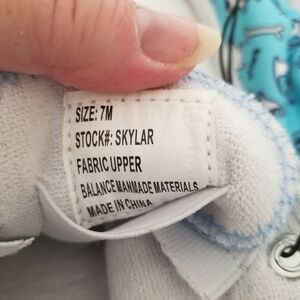 SIZE: 7M
STOCK#: SKYLAR
FABRIC UPPER
BALANCE MANMADE MATERIALS
MADE IN CHINA